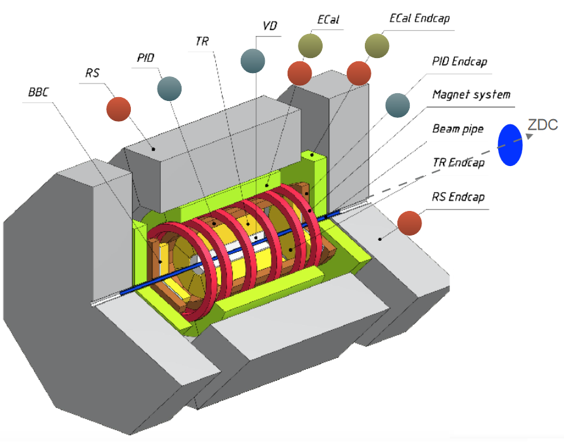 ECal
ECal Endcap
VD
TR
PID
RS
BBC
PID Endcap
Magnet system
Beam pipe
ZDC
TR Endcap
RS Endcap